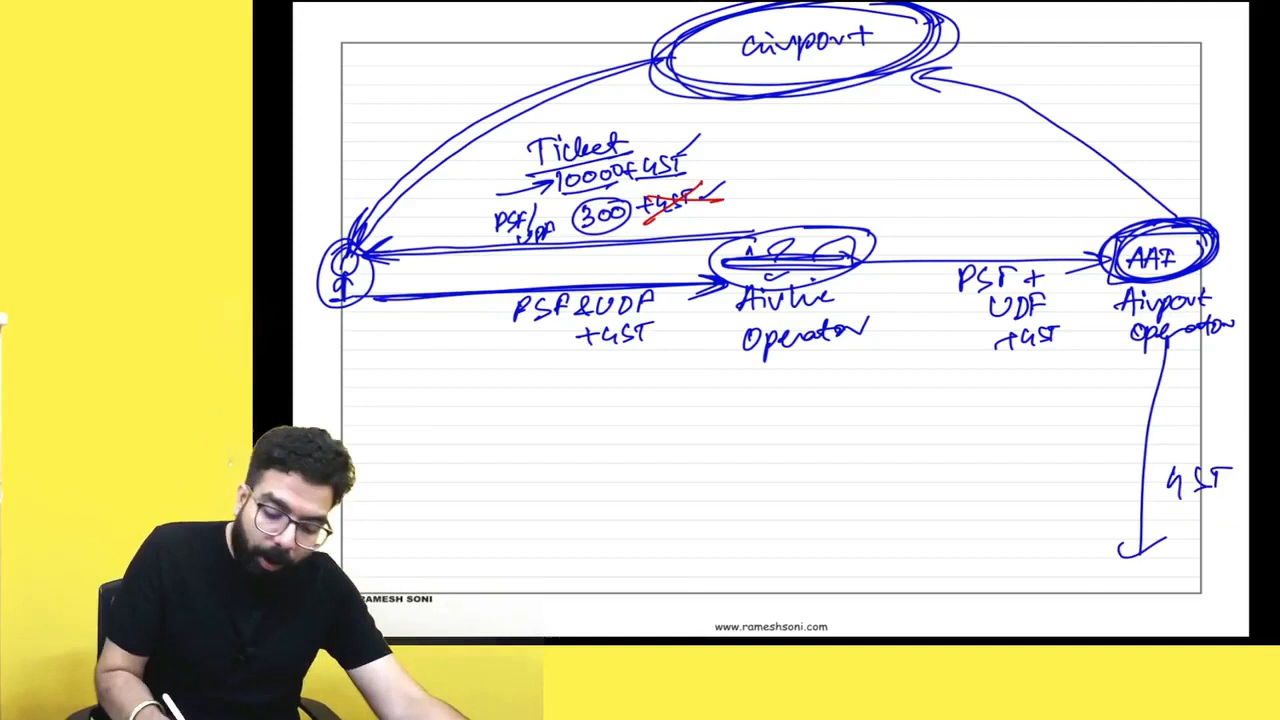 airport
Ticket
10000+GST
PSF/
UDF
300 +GST
AAI
PSF &UDF
+GST
Airline
Operator
PSF +
UDF
+GST
Airport
Operator
GST
RAMESH SONI
www.rameshsoni.com